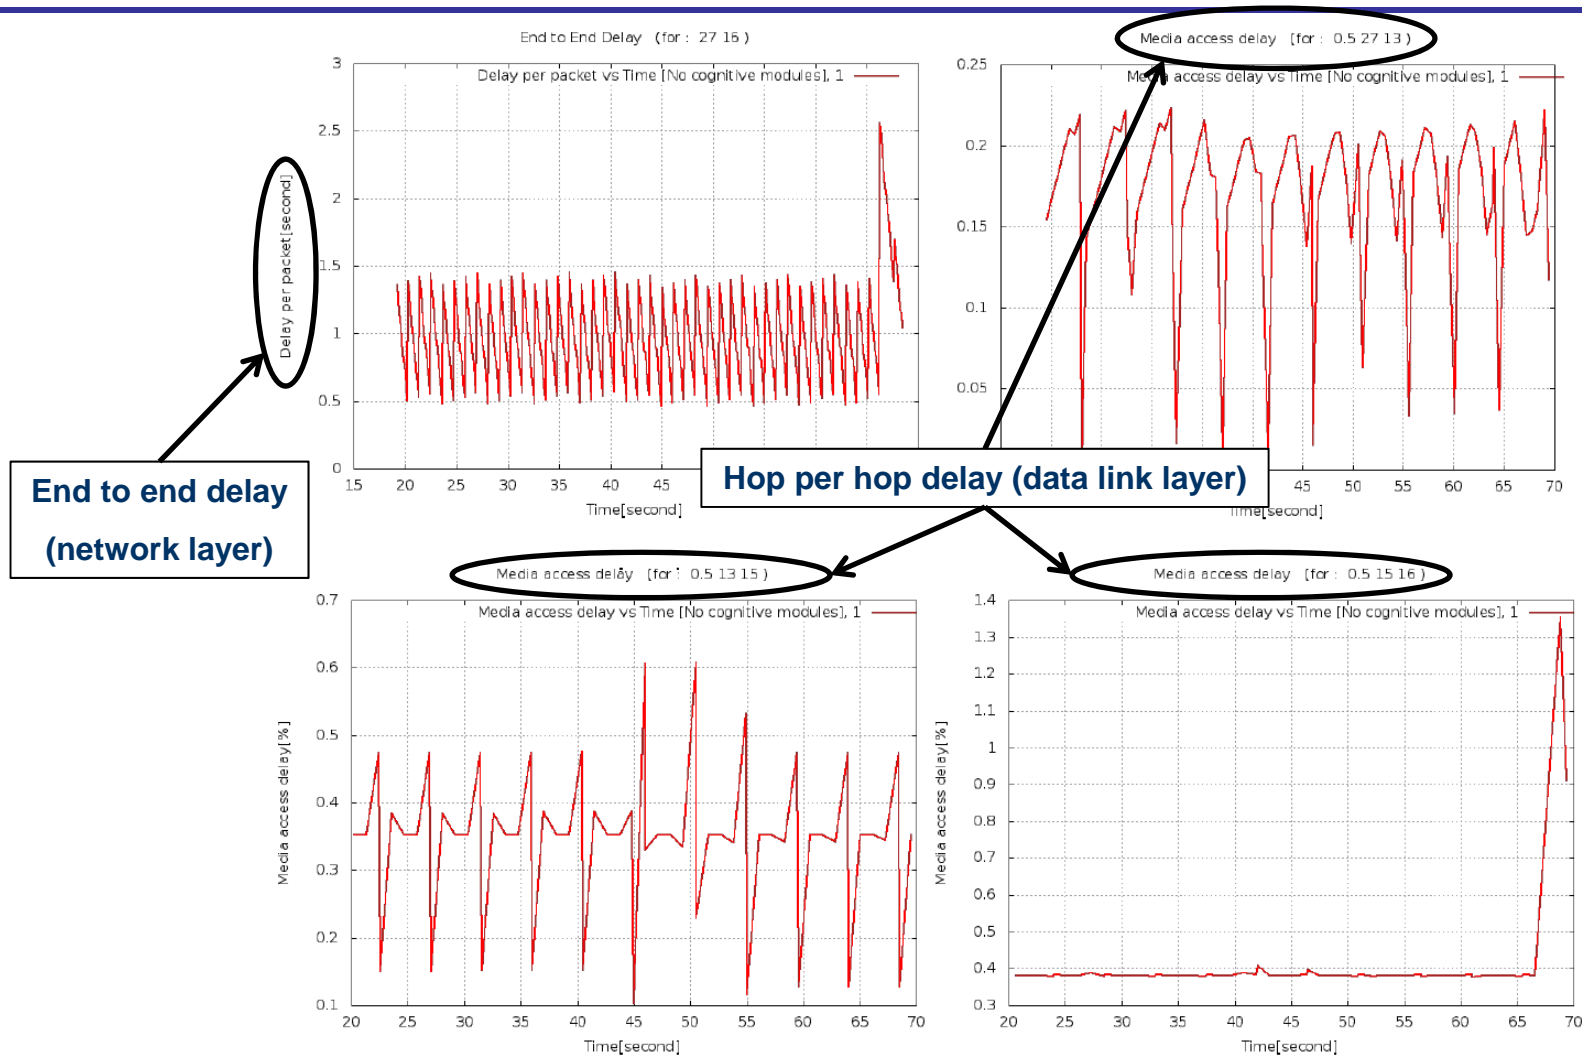 End to End Delay (for : 27 16 )
Delay per packet vs Time [No cognitive modules], 1
3
2.5
2
1.5
1
0.5
0
Delay per packet[second]
15 20 25 30 35 40 45
Time[second]
Media access delay (for : 0.5 27 13 )
Media access delay vs Time [No cognitive modules], 1
0.25
0.2
0.15
0.1
0.05
45 50 55 60 65 70
Time[second]
End to end delay
(network layer)
Hop per hop delay (data link layer)
Media access delay (for : 0.5 13 15 )
Media access delay vs Time [No cognitive modules], 1
0.7
0.6
0.5
0.4
0.3
0.2
0.1
Media access delay[%]
20 25 30 35 40 45 50 55 60 65 70
Time[second]
Media access delay (for : 0.5 15 16 )
Media access delay vs Time [No cognitive modules], 1
1.4
1.3
1.2
1.1
1
0.9
0.8
0.7
0.6
0.5
0.4
0.3
Media access delay[%]
20 25 30 35 40 45 50 55 60 65 70
Time[second]